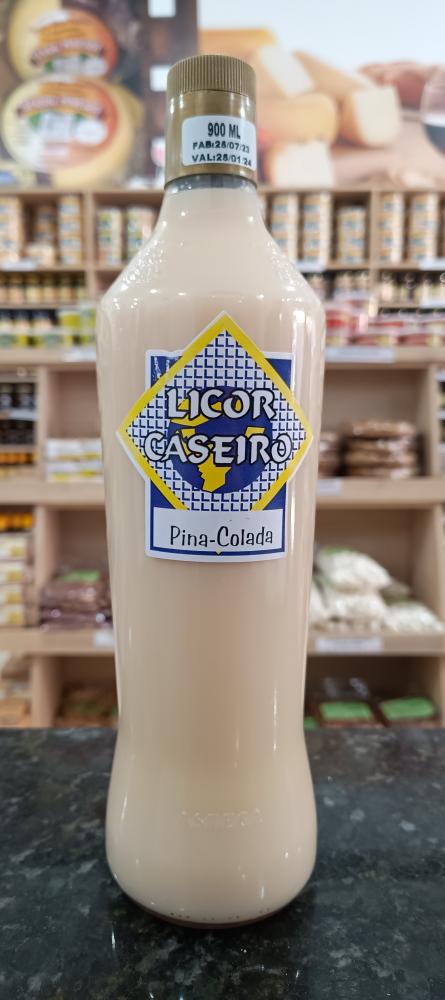 900 ML
FAB:28/07/23
VAL:28/01/24
LICOR
CASEIRO
Pina-Colada